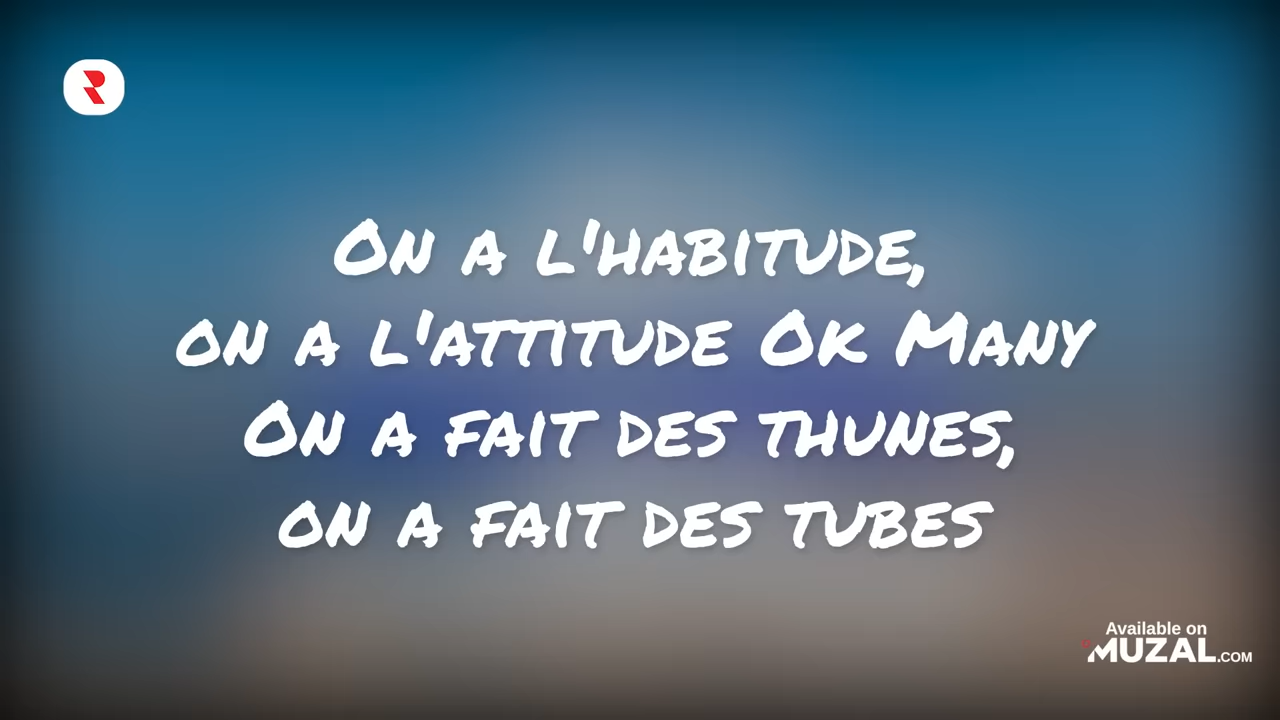 On a l'habitude,
on a l'attitude Ok Many
On a fait des thunes,
on a fait des tubes
Available on
MUZAL.COM